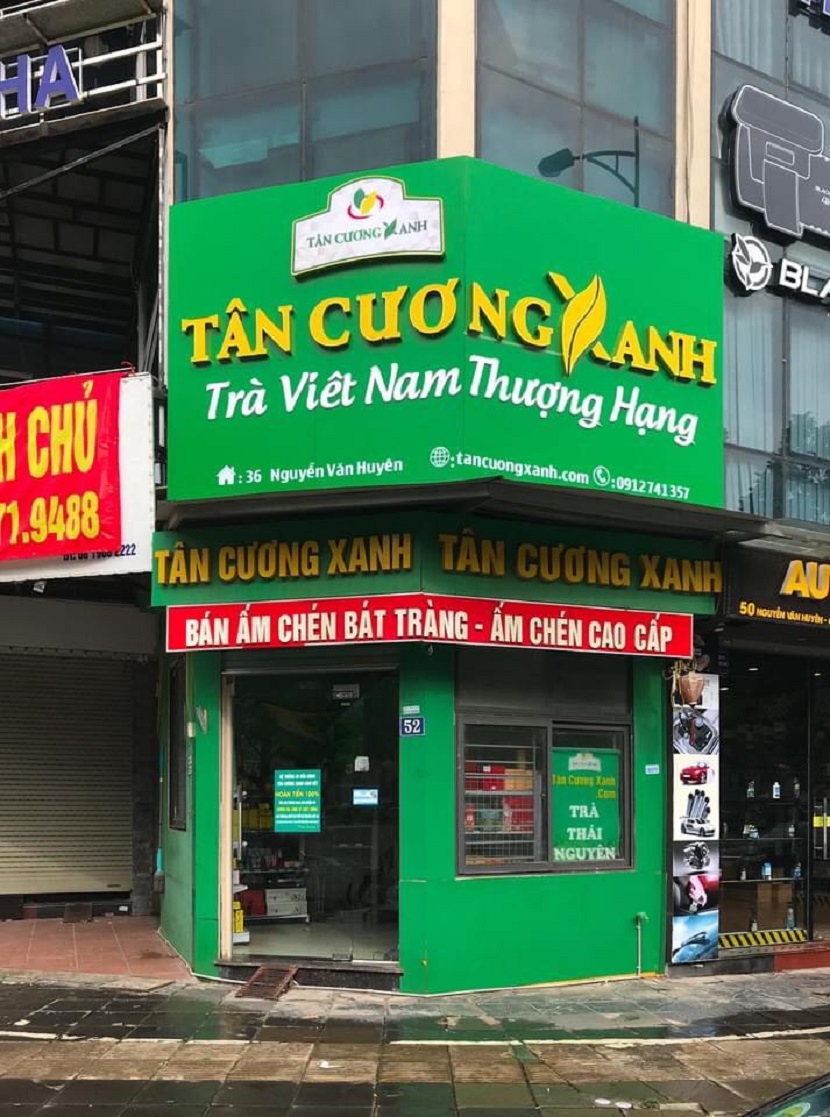 HA
TÂN CƯƠNG XANH
TÂN CƯƠNG XANH
Trà Việt Nam Thượng Hạng
: 36 Nguyễn Văn Huyên
: tancuongxanh.com
: 0912741357
H CHỦ
71.9488
2222
BLA
TÂN CƯƠNG XANH
TÂN CƯƠNG XANH
BÁN ẤM CHÉN BÁT TRÀNG - ẤM CHÉN CAO CẤP
AU
50 NGUYỄN VĂN HUYÊN -
52
HOÀN TIỀN 100%
Tân Cương Xanh
.Com
TRÀ
THÁI
NGUYÊN